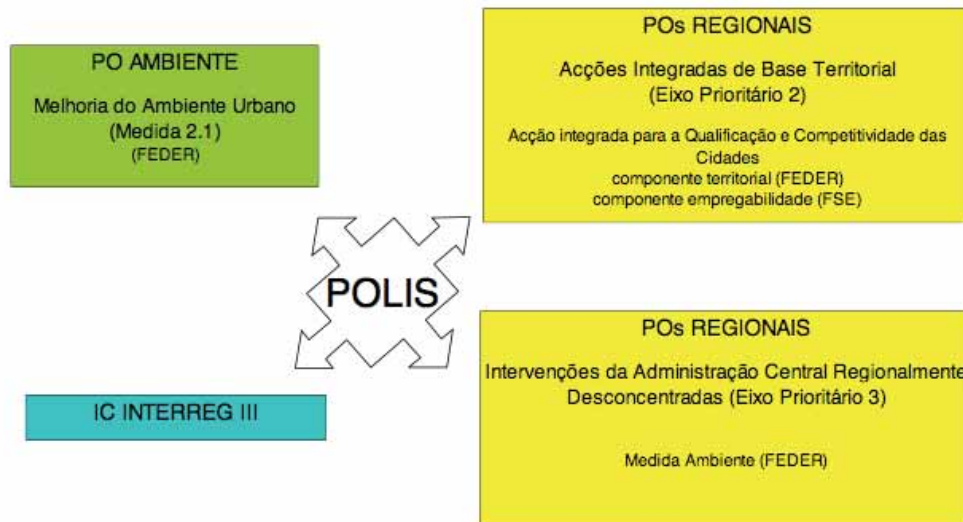 PO AMBIENTE
Melhoria do Ambiente Urbano
(Medida 2.1)
(FEDER)
POs REGIONAIS
Acções Integradas de Base Territorial
(Eixo Prioritário 2)
Acção integrada para a Qualificação e Competitividade das
Cidades
componente territorial (FEDER)
componente empregabilidade (FSE)
POLIS
IC INTERREG III
POs REGIONAIS
Intervenções da Administração Central Regionalmente
Desconcentradas (Eixo Prioritário 3)
Medida Ambiente (FEDER)